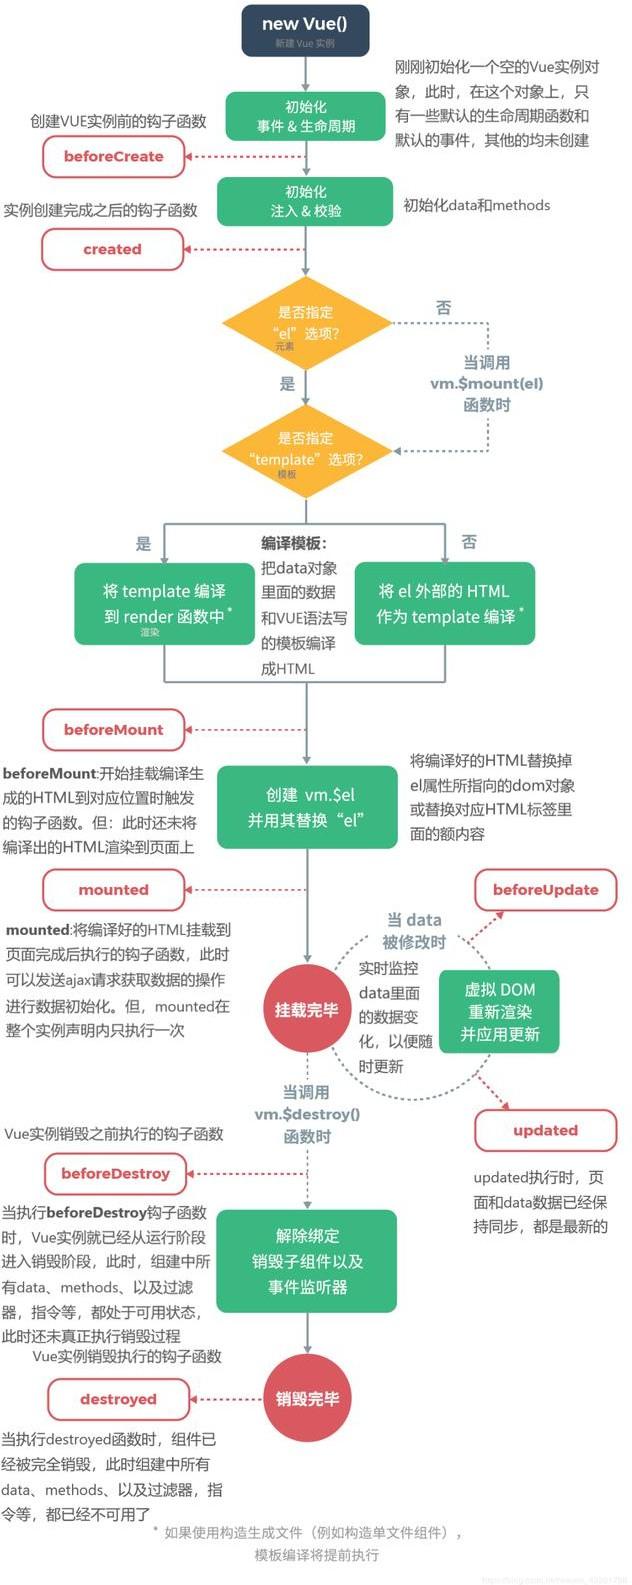 new Vue()
新建 Vue 实例
刚刚初始化一个空的Vue实例对
象，此时，在这个对象上，只
有一些默认的生命周期函数和
默认的事件，其他的均未创建
初始化
事件 & 生命周期
创建VUE实例前的钩子函数
beforeCreate
初始化
注入 & 校验
初始化data和methods
实例创建完成之后的钩子函数
created
是否指定
“el”选项？
元素
否
当调用
vm.$mount(el)
函数时
是
是否指定
“template”选项？
模板
是
否
编译模板：
把data对象
里面的数据
和VUE语法写
的模板编译
成HTML
将 template 编译
到 render 函数中*
渲染
将 el 外部的 HTML
作为 template 编译*
beforeMount
beforeMount:开始挂载编译生
成的HTML到对应位置时触发
的钩子函数。但：此时还未将
编译出的HTML渲染到页面上
创建 vm.$el
并用其替换“el”
将编译好的HTML替换掉
el属性所指向的dom对象
或替换对应HTML标签里
面的额内容
mounted
mounted:将编译好的HTML挂载到
页面完成后执行的钩子函数，此时
可以发送ajax请求获取数据的操作
进行数据初始化。但，mounted在
整个实例声明内只执行一次
beforeUpdate
当 data
被修改时
实时监控
data里面
的数据变
化，以便随
时更新
挂载完毕
虚拟 DOM
重新渲染
并应用更新
updated
updated执行时，页
面和data数据已经保
持同步，都是最新的
当调用
vm.$destroy()
函数时
Vue实例销毁之前执行的钩子函数
beforeDestroy
当执行beforeDestroy钩子函数
时，Vue实例就已经从运行阶段
进入销毁阶段，此时，组建中所
有data、methods、以及过滤
器，指令等，都处于可用状态，
此时还未真正执行销毁过程
解除绑定
销毁子组件以及
事件监听器
Vue实例销毁执行的钩子函数
destroyed
销毁完毕
当执行destroyed函数时，组件已
经被完全销毁，此时组建中所有
data、methods、以及过滤器，指
令等，都已经不可用了
* 如果使用构造生成文件（例如构造单文件组件），
模板编译将提前执行